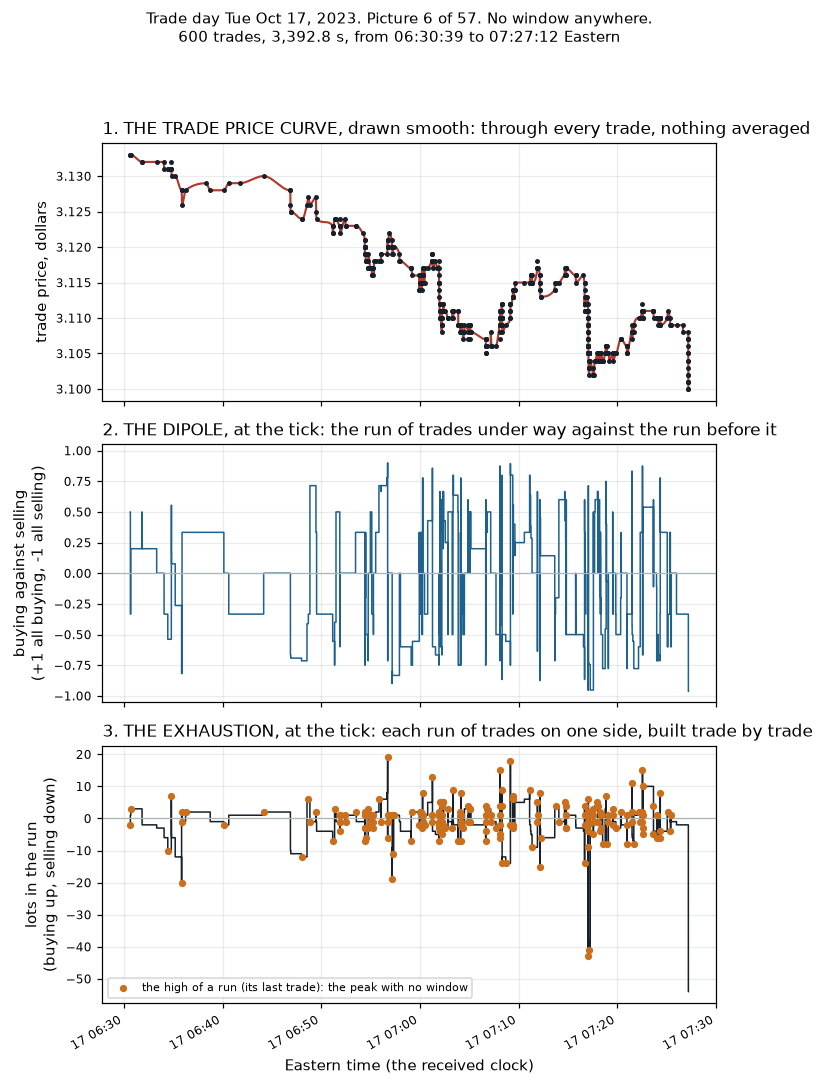 Trade day Tue Oct 17, 2023. Picture 6 of 57. No window anywhere.
600 trades, 3,392.8 s, from 06:30:39 to 07:27:12 Eastern
1. THE TRADE PRICE CURVE, drawn smooth: through every trade, nothing averaged
trade price, dollars
3.130
3.125
3.120
3.115
3.110
3.105
3.100
2. THE DIPOLE, at the tick: the run of trades under way against the run before it
buying against selling
(+1 all buying, -1 all selling)
1.00
0.75
0.50
0.25
0.00
−0.25
−0.50
−0.75
−1.00
3. THE EXHAUSTION, at the tick: each run of trades on one side, built trade by trade
lots in the run
(buying up, selling down)
20
10
0
−10
−20
−30
−40
−50
the high of a run (its last trade): the peak with no window
17 06:30
17 06:40
17 06:50
17 07:00
17 07:10
17 07:20
17 07:30
Eastern time (the received clock)